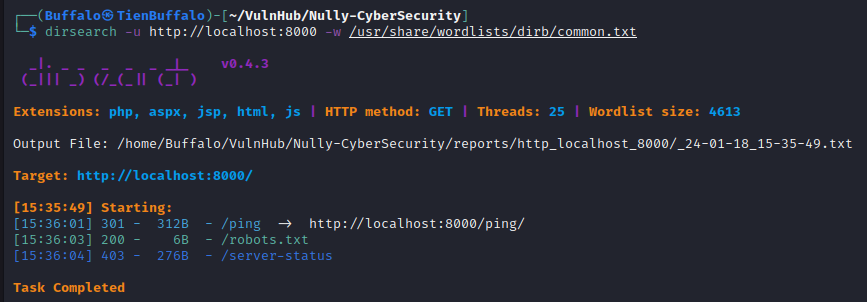 ┌──(Buffalo㉿TienBuffalo)-[~/VulnHub/Nully-CyberSecurity]
└─$ dirsearch -u http://localhost:8000 -w /usr/share/wordlists/dirb/common.txt
  _|. _ _  _  _  _ _|_    v0.4.3
 (_||| _) (/_(_|| (_| )
Extensions: php, aspx, jsp, html, js | HTTP method: GET | Threads: 25 | Wordlist size: 4613
Output File: /home/Buffalo/VulnHub/Nully-CyberSecurity/reports/http_localhost_8000/_24-01-18_15-35-49.txt
Target: http://localhost:8000/
[15:35:49] Starting:
[15:36:01] 301 -  312B  - /ping  →  http://localhost:8000/ping/
[15:36:03] 200 -    6B  - /robots.txt
[15:36:04] 403 -  276B  - /server-status
Task Completed